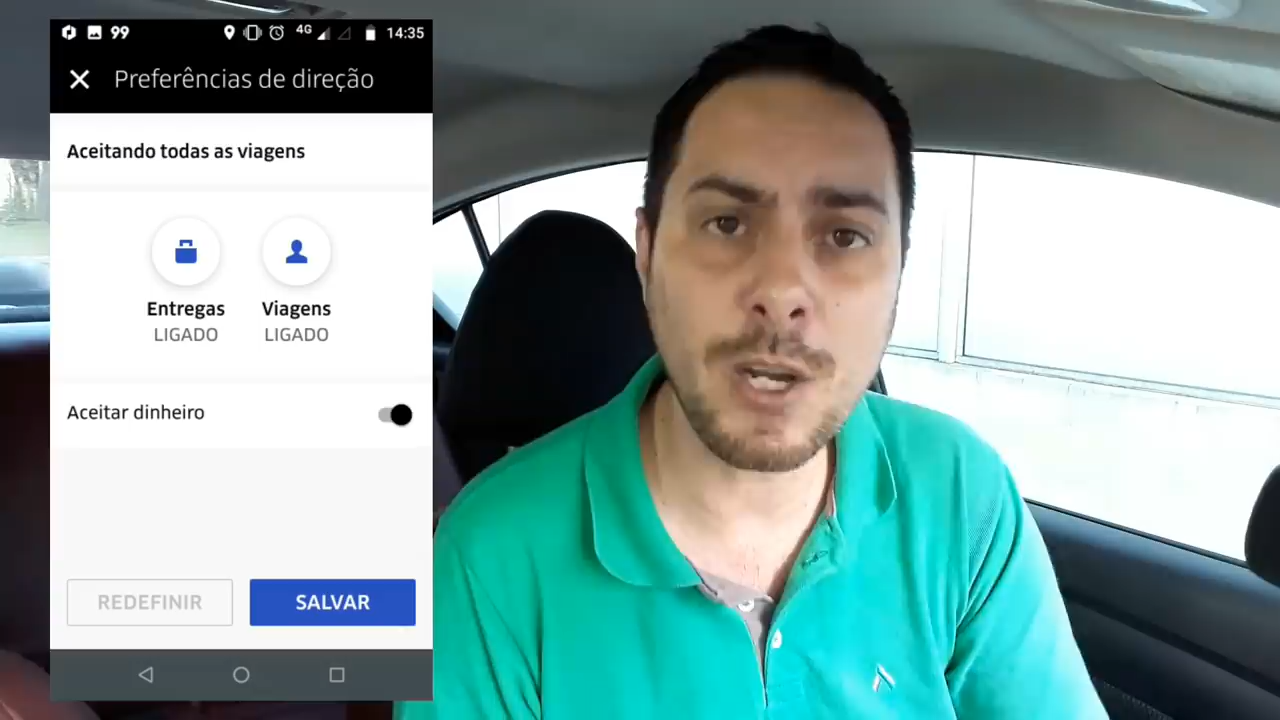 99 4G 14:35
Preferências de direção
Aceitando todas as viagens
Entregas Viagens
LIGADO LIGADO
Aceitar dinheiro
REDEFINIR SALVAR